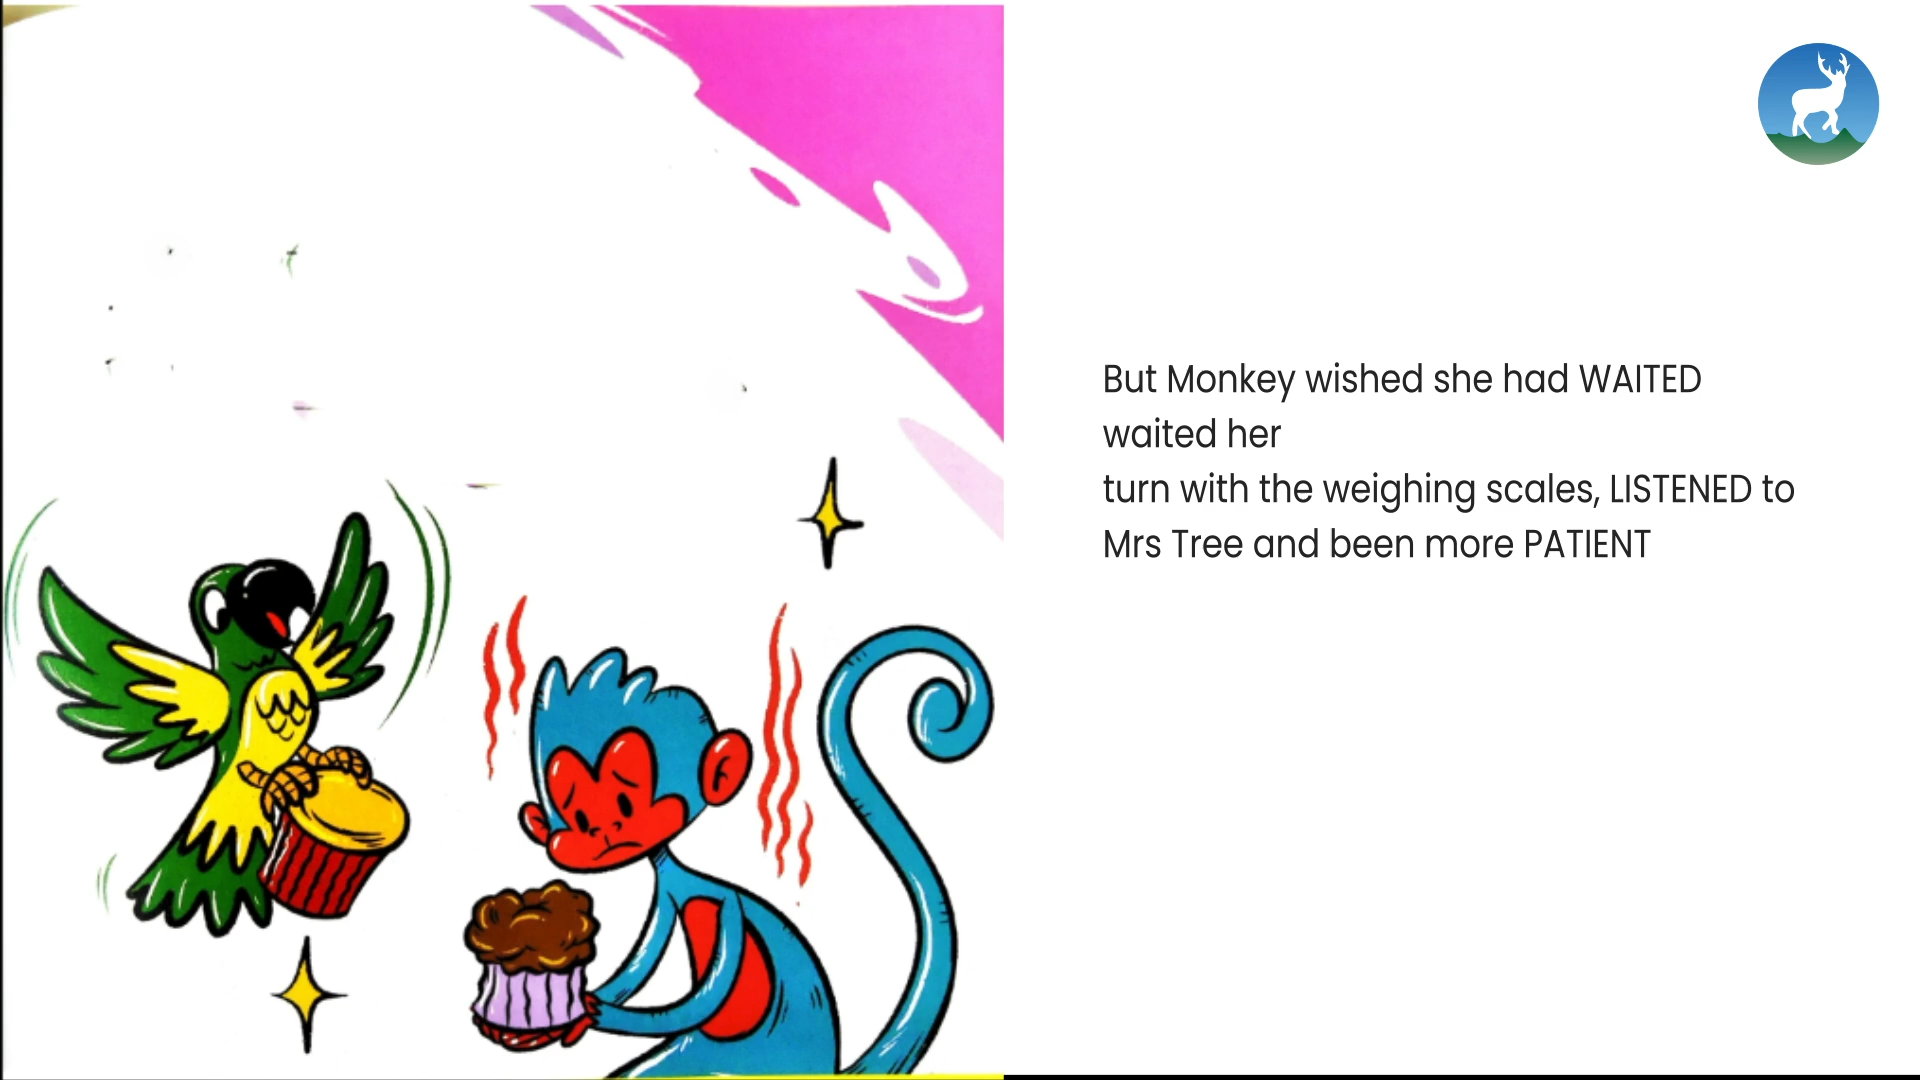 But Monkey wished she had WAITED
waited her
turn with the weighing scales, LISTENED to
Mrs Tree and been more PATIENT